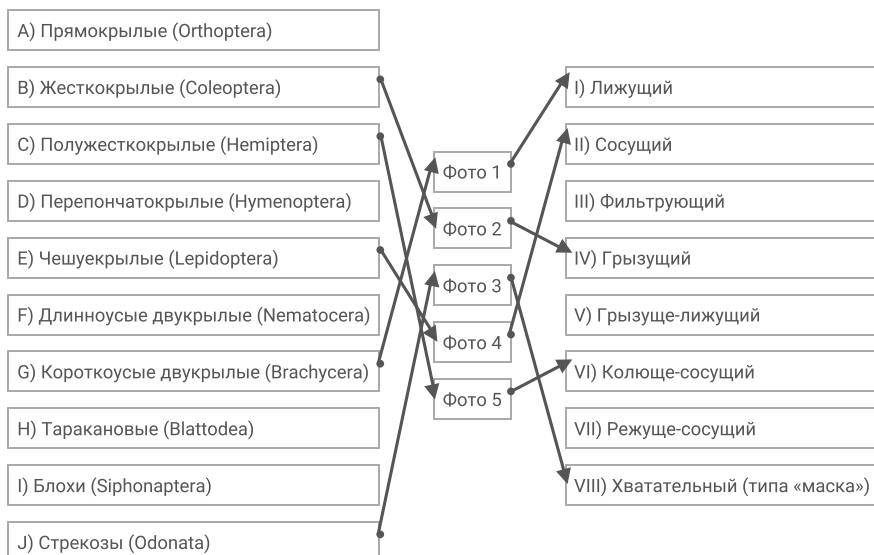 A) Прямокрылые (Orthoptera)
B) Жесткокрылые (Coleoptera)
C) Полужесткокрылые (Hemiptera)
D) Перепончатокрылые (Hymenoptera)
E) Чешуекрылые (Lepidoptera)
F) Длинноусые двукрылые (Nematocera)
G) Короткоусые двукрылые (Brachycera)
H) Таракановые (Blattodea)
I) Блохи (Siphonaptera)
J) Стрекозы (Odonata)
Фото 1
Фото 2
Фото 3
Фото 4
Фото 5
I) Лижущий
II) Сосущий
III) Фильтрующий
IV) Грызущий
V) Грызуще-лижущий
VI) Колюще-сосущий
VII) Режуще-сосущий
VIII) Хватательный (типа «маска»)